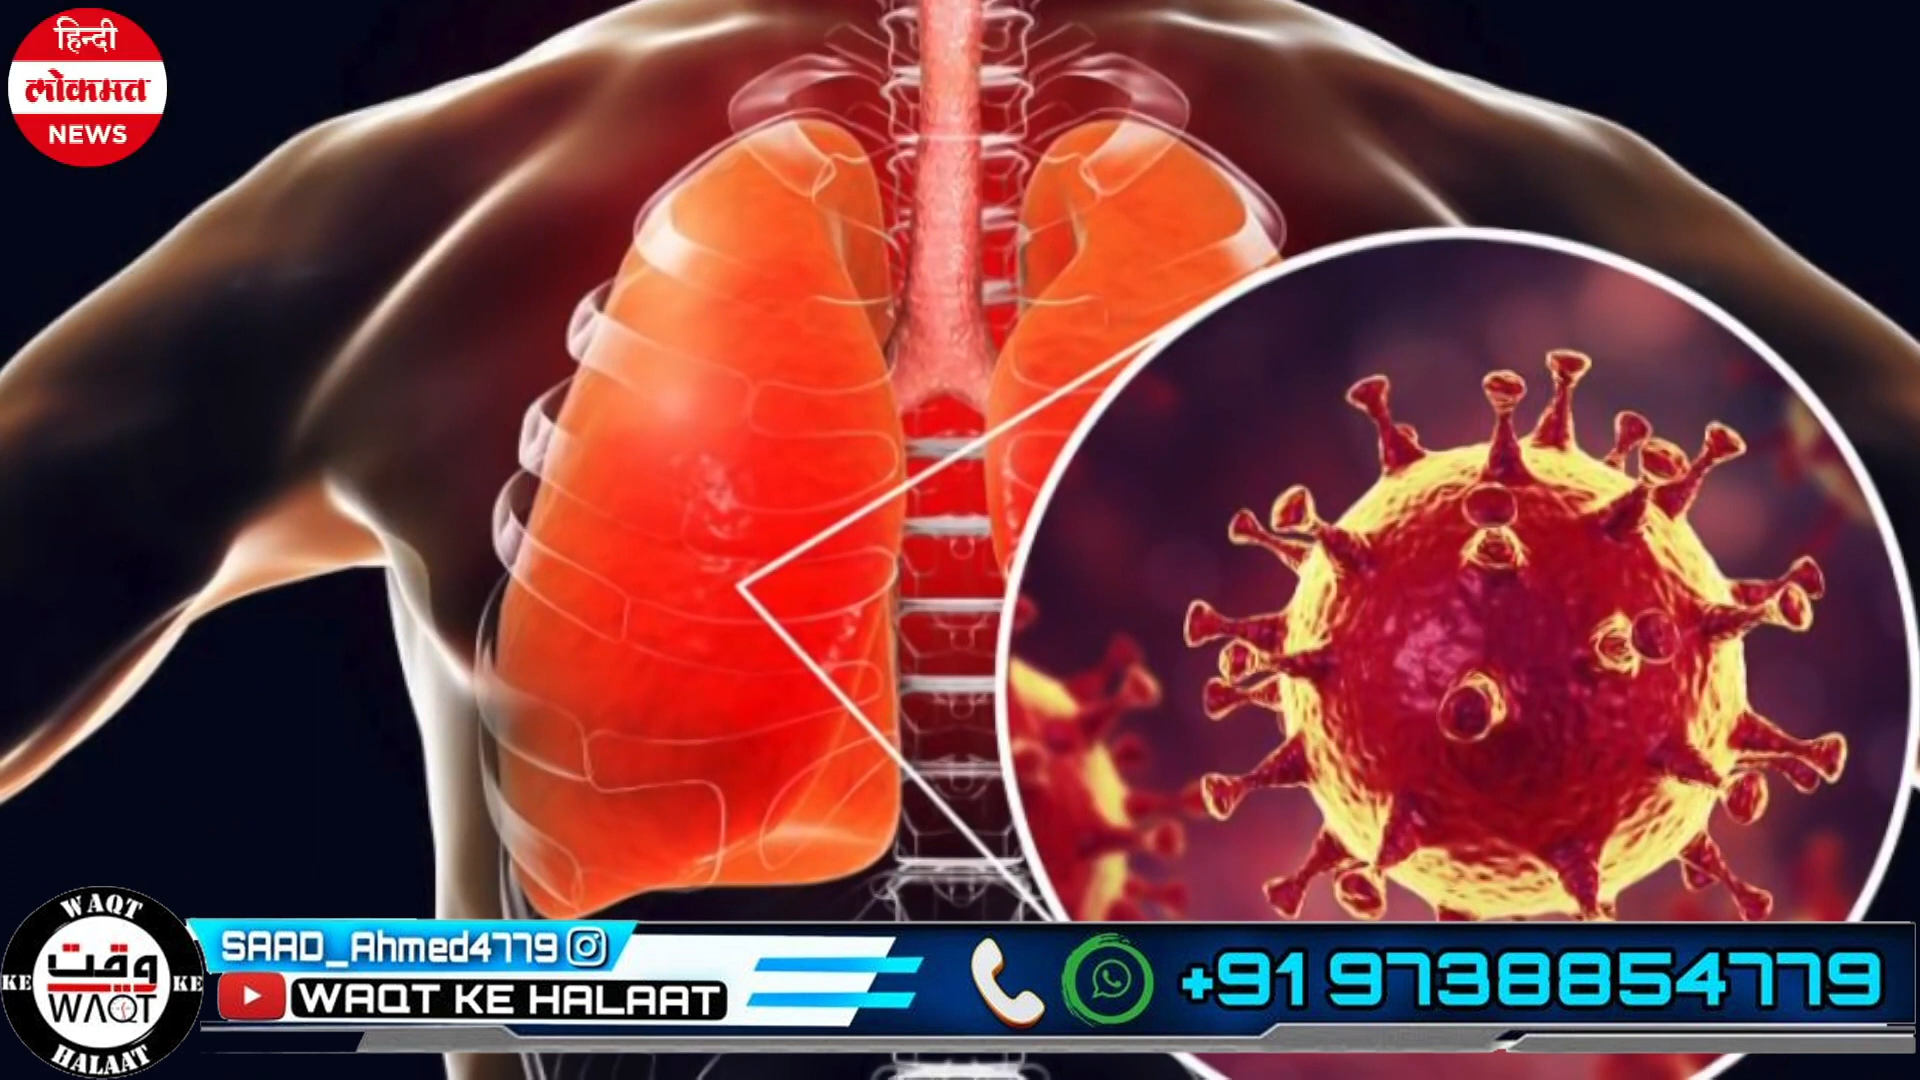 हिन्दी
लोकमत
NEWS
WAQT
KE وقت KE
WAQT
HALAAT
SAAD_Ahmed4779
WAQT KE HALAAT
+91 9738854779